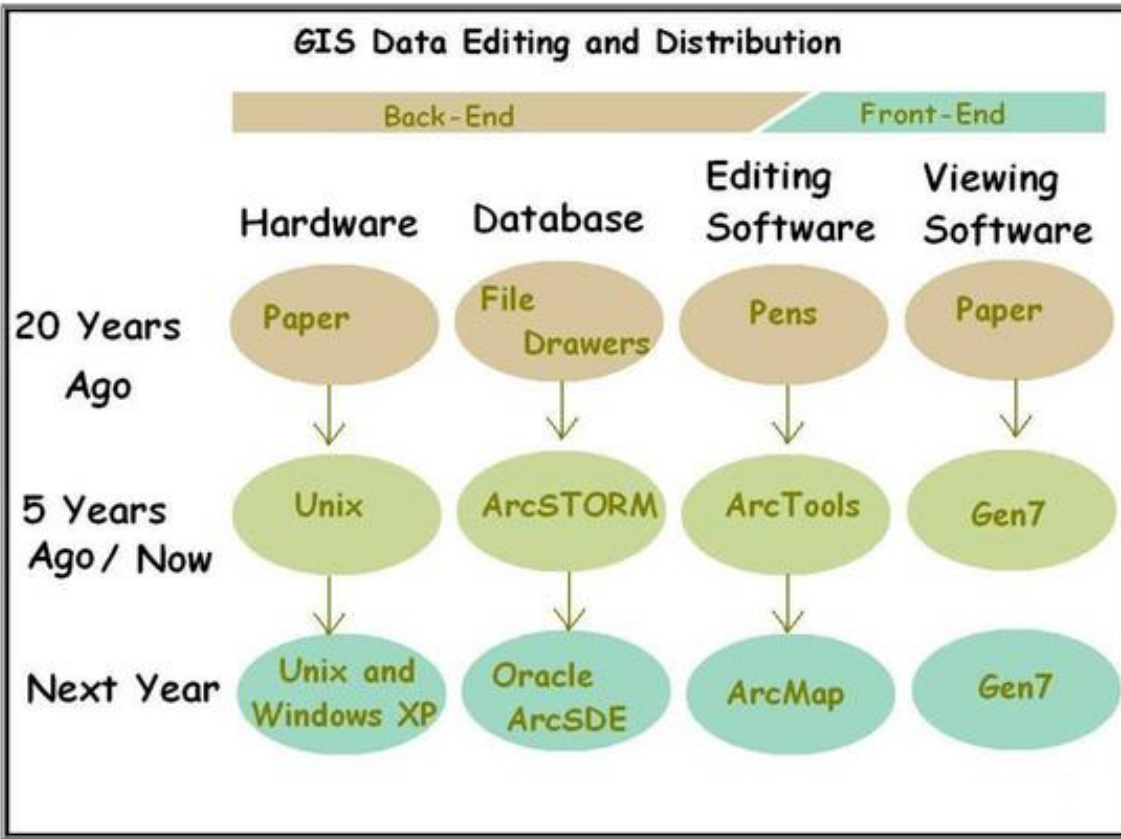 GIS Data Editing and Distribution
Back-End
Front-End
Hardware
Database
Editing
Software
Viewing
Software
20 Years
Ago
Paper
File
Drawers
Pens
Paper
5 Years
Ago / Now
Unix
ArcSTORM
ArcTools
Gen7
Next Year
Unix and
Windows XP
Oracle
ArcSDE
ArcMap
Gen7